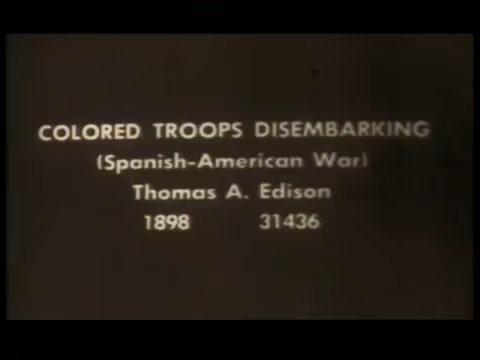 COLORED TROOPS DISEMBARKING
(Spanish-American War)
Thomas A. Edison
1898 31436